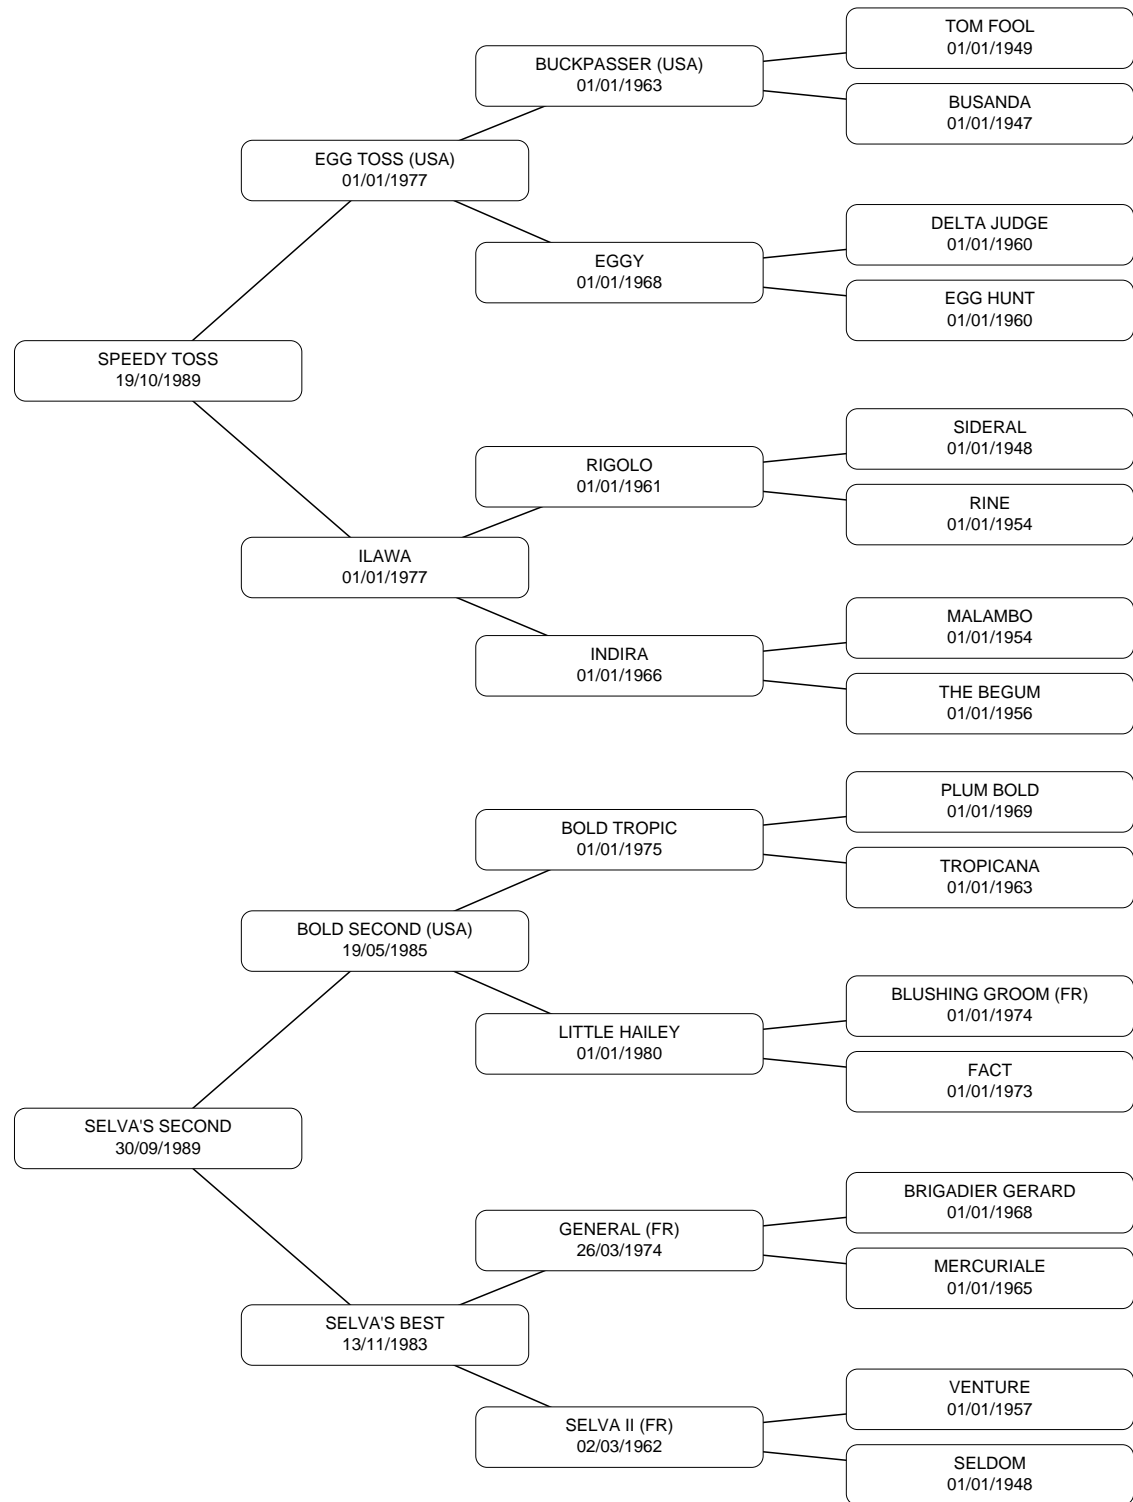 TOM FOOL
01/01/1949
BUCKPASSER (USA)
01/01/1963
BUSANDA
01/01/1947
EGG TOSS (USA)
01/01/1977
DELTA JUDGE
01/01/1960
EGGY
01/01/1968
EGG HUNT
01/01/1960
SPEEDY TOSS
19/10/1989
SIDERAL
01/01/1948
RIGOLO
01/01/1961
RINE
01/01/1954
ILAWA
01/01/1977
MALAMBO
01/01/1954
INDIRA
01/01/1966
THE BEGUM
01/01/1956
PLUM BOLD
01/01/1969
BOLD TROPIC
01/01/1975
TROPICANA
01/01/1963
BOLD SECOND (USA)
19/05/1985
BLUSHING GROOM (FR)
01/01/1974
LITTLE HAILEY
01/01/1980
FACT
01/01/1973
SELVA'S SECOND
30/09/1989
BRIGADIER GERARD
01/01/1968
GENERAL (FR)
26/03/1974
MERCURIALE
01/01/1965
SELVA'S BEST
13/11/1983
VENTURE
01/01/1957
SELVA II (FR)
02/03/1962
SELDOM
01/01/1948